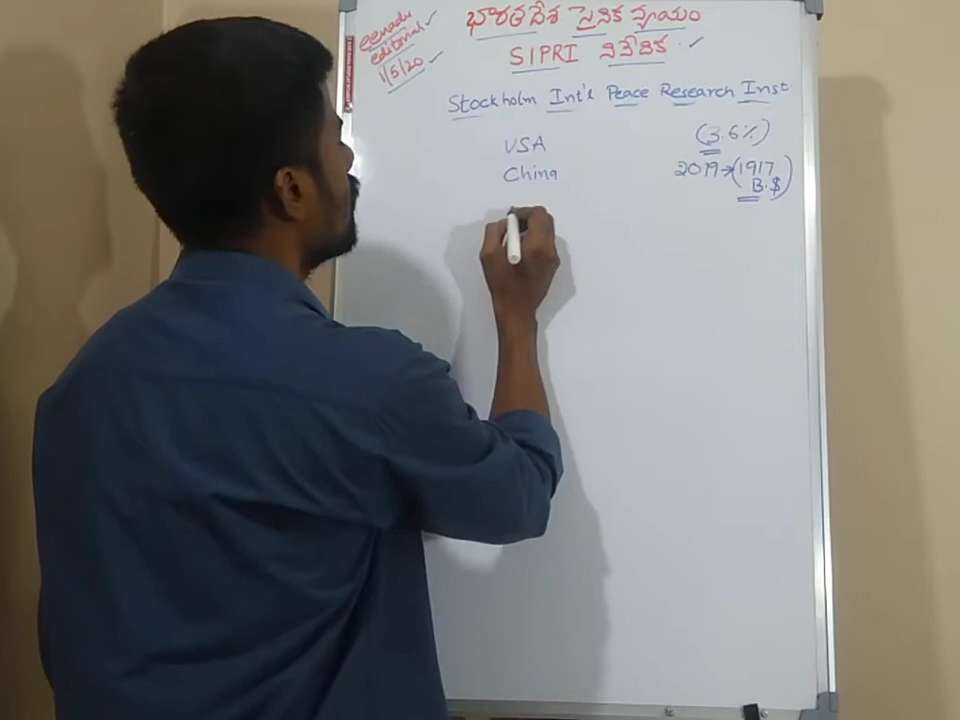 eenadu
editorial
1/5/20
భారతదేశ సైనిక వ్యయం
SIPRI నివేదిక
Stockholm Int'l Peace Research Inst
USA
China
(3.6%)
2019→(1917
B.$)